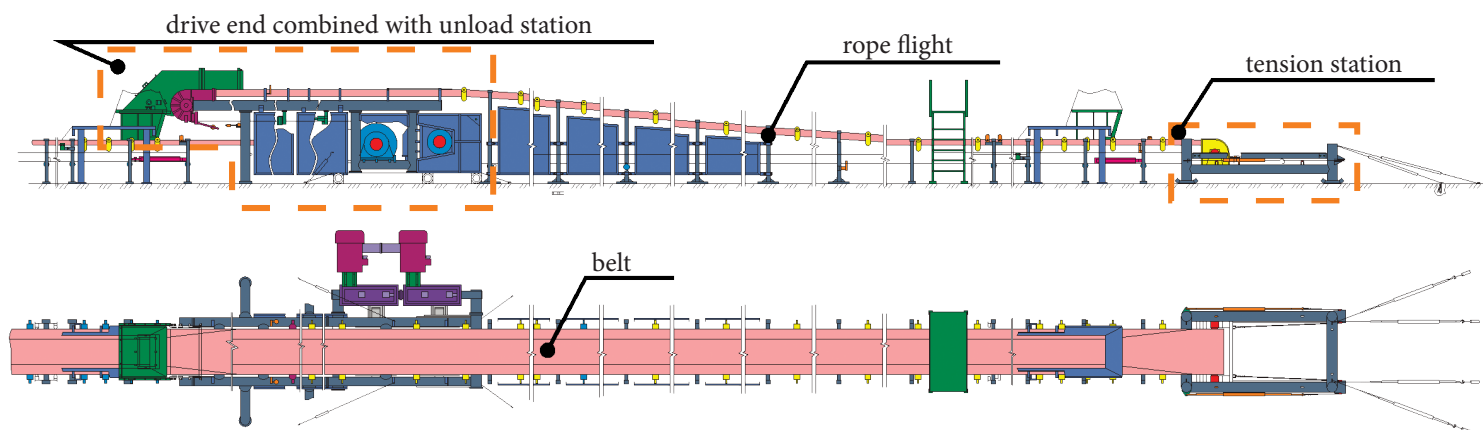 drive end combined with unload station
rope flight
tension station
belt